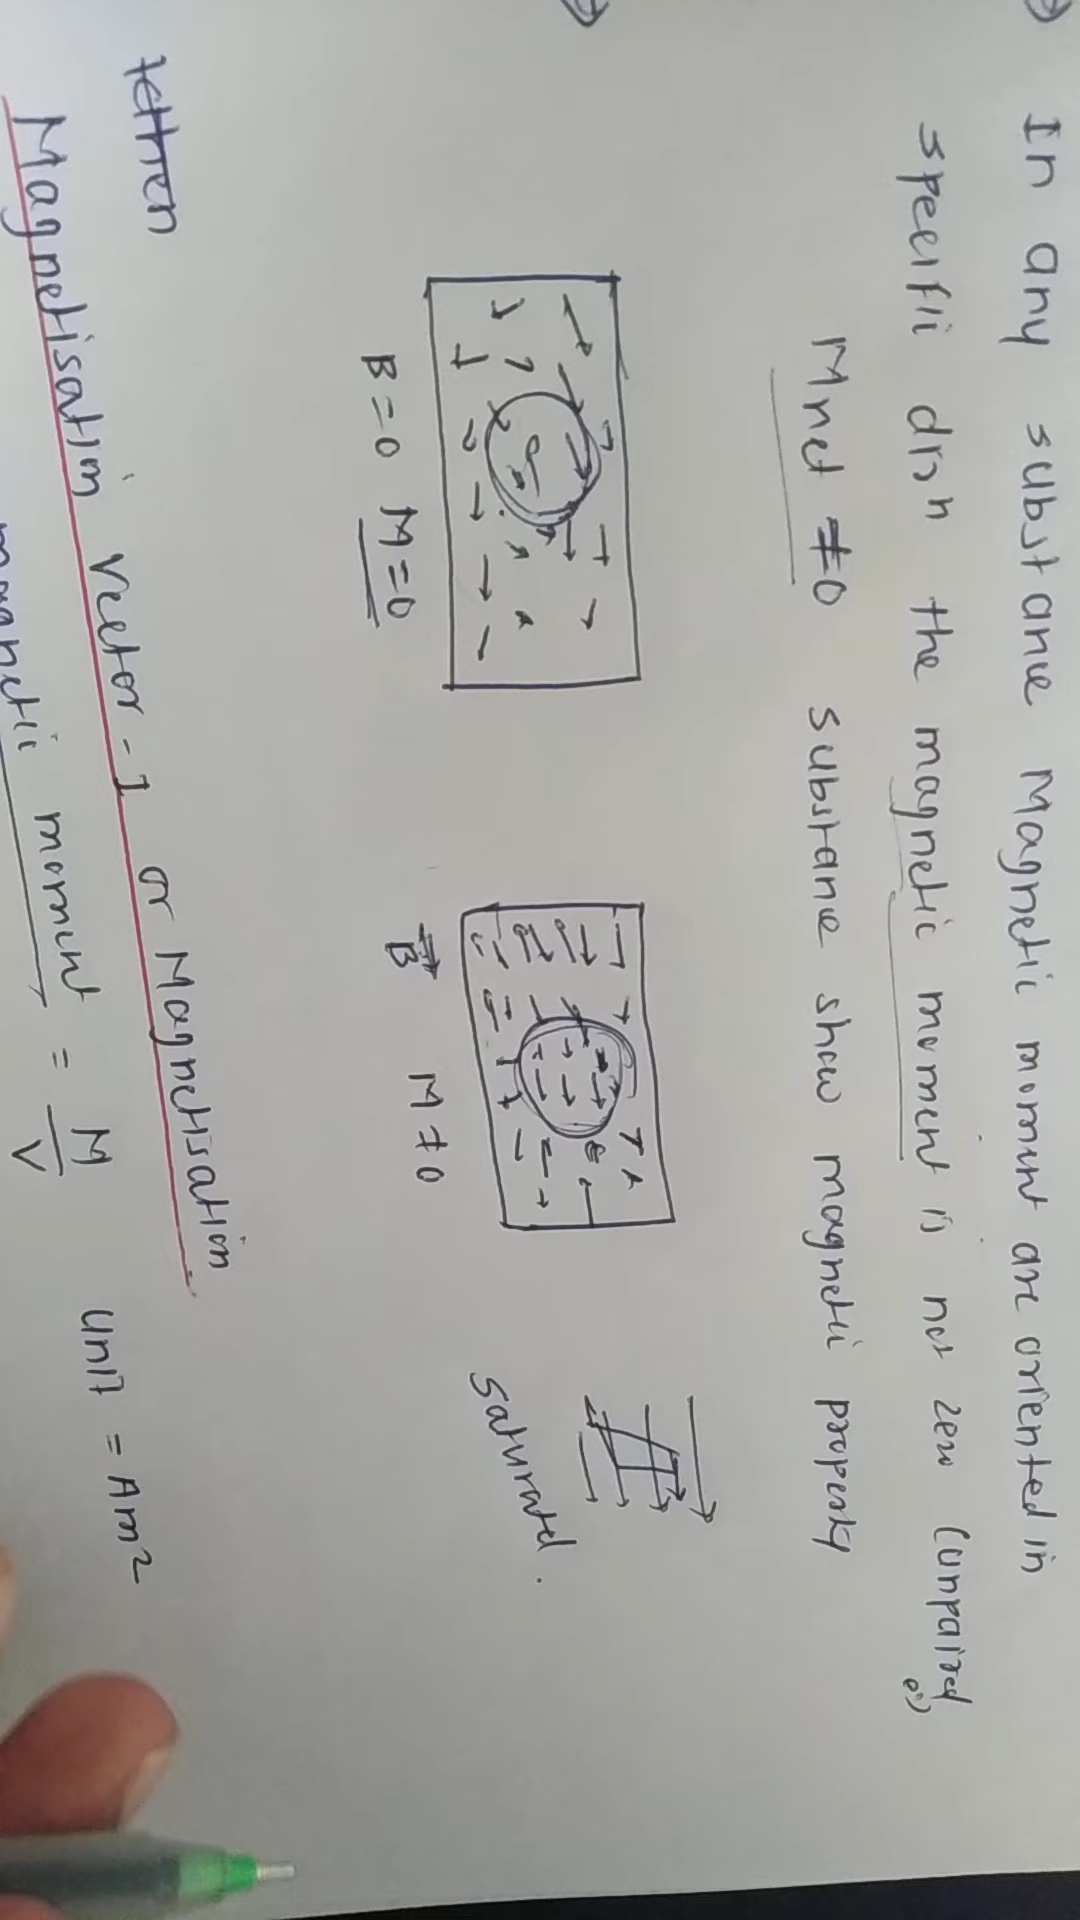 In any substance Magnetic moment are oriented in
specific dirn the magnetic moment is not zero (unpaired e-)
Mnet ≠ 0 substance show magnetic property
B = 0 M = 0
B M ≠ 0
saturated.
Magnetisation vector - I or Magnetisation
magnetic moment = M/V unit = Am²